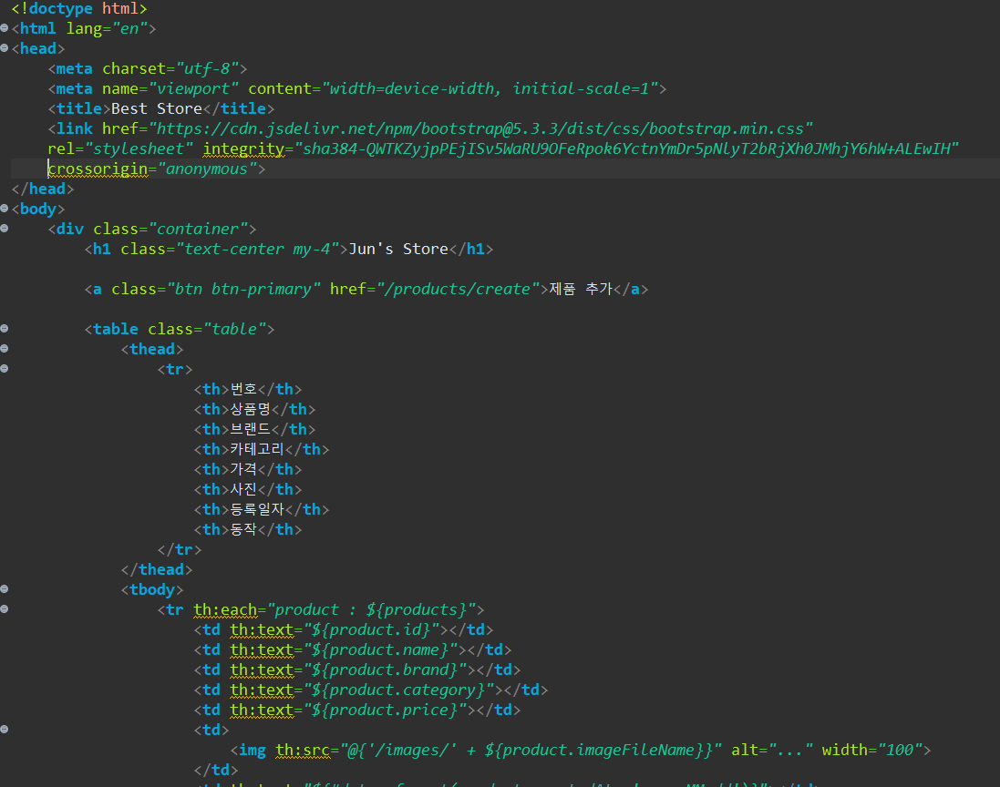 <!doctype html>
<html lang="en">
<head>
<meta charset="utf-8">
<meta name="viewport" content="width=device-width, initial-scale=1">
<title>Best Store</title>
<link href="https://cdn.jsdelivr.net/npm/bootstrap@5.3.3/dist/css/bootstrap.min.css"
rel="stylesheet" integrity="sha384-QWTKZyjpPEjISv5WaRU9OFeRpok6YctnYmDr5pNlyT2bRjXh0JMhjY6hW+ALEwIH"
crossorigin="anonymous">
</head>
<body>
<div class="container">
<h1 class="text-center my-4">Jun's Store</h1>
<a class="btn btn-primary" href="/products/create">제품 추가</a>
<table class="table">
<thead>
<tr>
<th>번호</th>
<th>상품명</th>
<th>브랜드</th>
<th>카테고리</th>
<th>가격</th>
<th>사진</th>
<th>등록일자</th>
<th>동작</th>
</tr>
</thead>
<tbody>
<tr th:each="product : ${products}">
<td th:text="${product.id}"></td>
<td th:text="${product.name}"></td>
<td th:text="${product.brand}"></td>
<td th:text="${product.category}"></td>
<td th:text="${product.price}"></td>
<td>
<img th:src="@{'/images/' + ${product.imageFileName}}" alt="..." width="100">
</td>